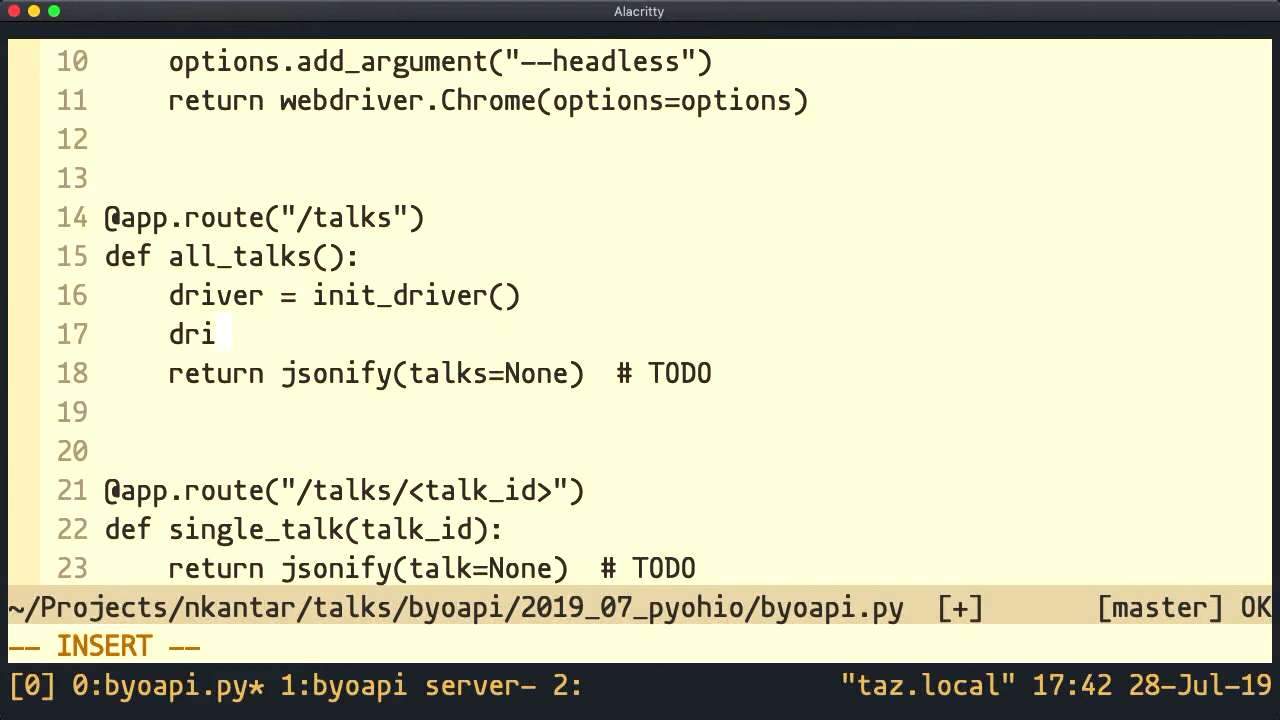 Alacritty
10 options.add_argument("--headless")
11 return webdriver.Chrome(options=options)
12
13
14 @app.route("/talks")
15 def all_talks():
16 driver = init_driver()
17 dri
18 return jsonify(talks=None) # TODO
19
20
21 @app.route("/talks/<talk_id>")
22 def single_talk(talk_id):
23 return jsonify(talk=None) # TODO
~/Projects/nkantar/talks/byoapi/2019_07_pyohio/byoapi.py [+] [master] OK
-- INSERT --
[0] 0:byoapi.py* 1:byoapi server- 2: "taz.local" 17:42 28-Jul-19